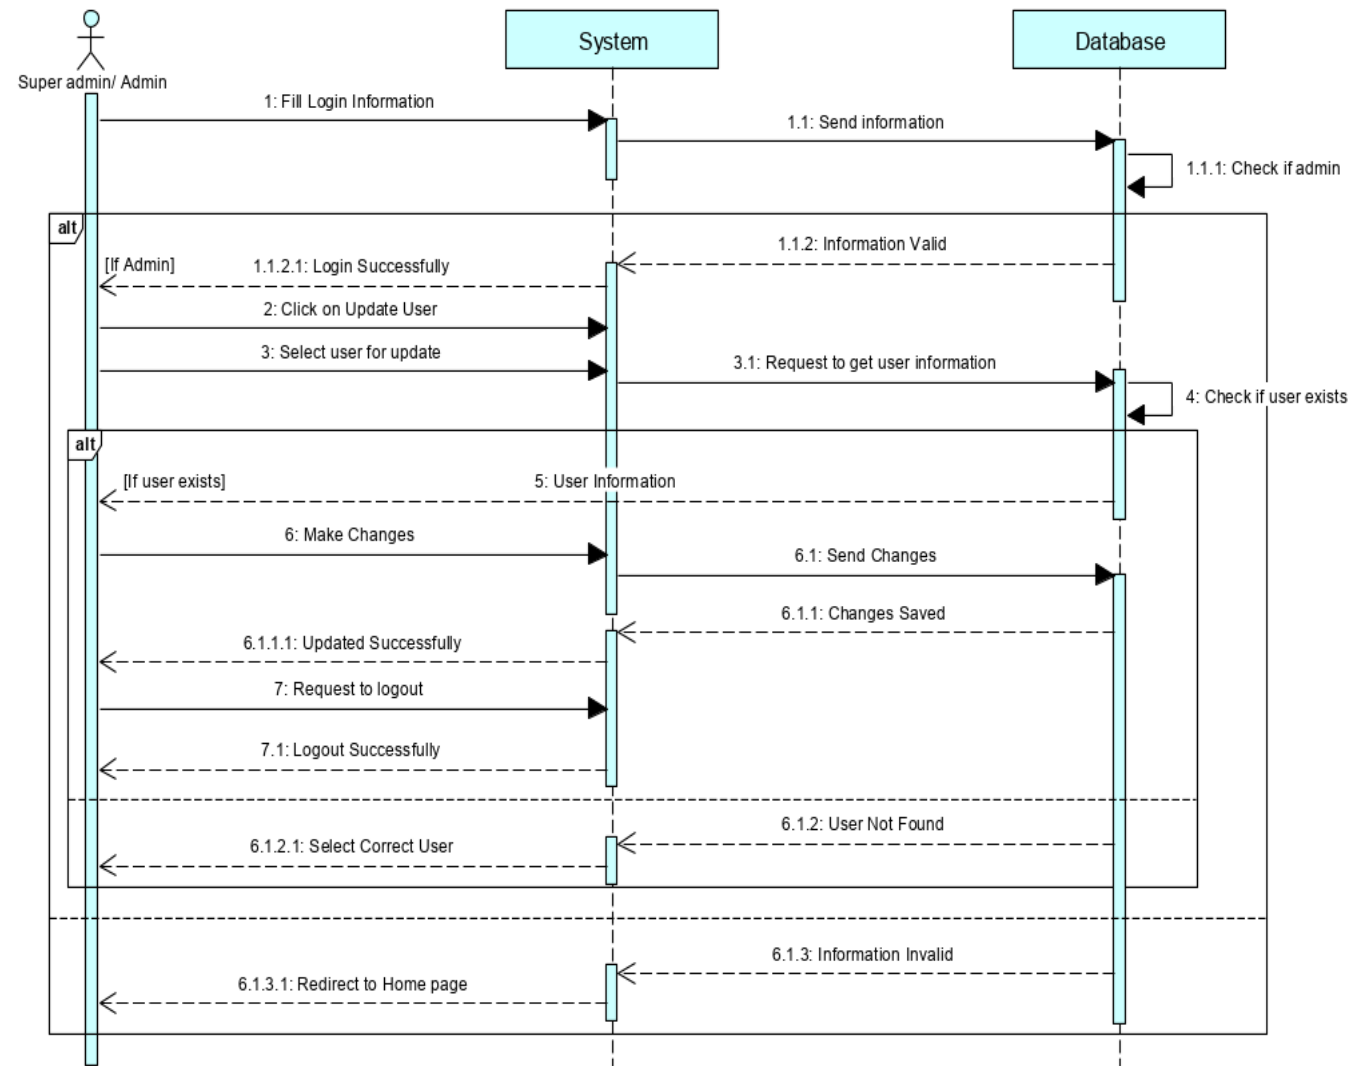 System
Database
Super admin/ Admin
1: Fill Login Information
1.1: Send information
1.1.1: Check if admin
alt
1.1.2: Information Valid
[If Admin]
1.1.2.1: Login Successfully
2: Click on Update User
3: Select user for update
3.1: Request to get user information
4: Check if user exists
alt
[If user exists]
5: User Information
6: Make Changes
6.1: Send Changes
6.1.1: Changes Saved
6.1.1.1: Updated Successfully
7: Request to logout
7.1: Logout Successfully
6.1.2: User Not Found
6.1.2.1: Select Correct User
6.1.3: Information Invalid
6.1.3.1: Redirect to Home page